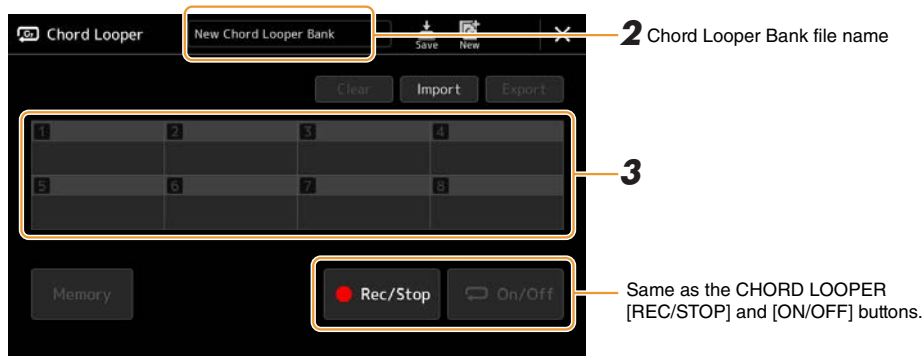 Chord Looper
New Chord Looper Bank
Save
New
2 Chord Looper Bank file name
Clear
Import
Export
1
2
3
4
3
5
6
7
8
Memory
Rec/Stop
On/Off
Same as the CHORD LOOPER
[REC/STOP] and [ON/OFF] buttons.